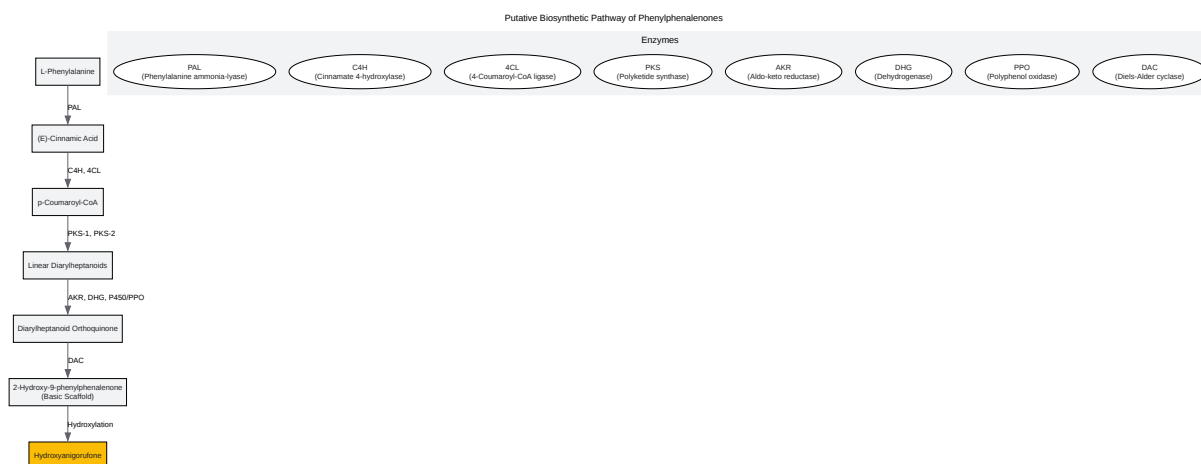 Putative Biosynthetic Pathway of Phenylphenalenones
Enzymes
L-Phenylalanine
PAL
(Phenylalanine ammonia-lyase)
C4H
(Cinnamate 4-hydroxylase)
4CL
(4-Coumaroyl-CoA ligase)
PKS
(Polyketide synthase)
AKR
(Aldo-keto reductase)
DHG
(Dehydrogenase)
PPO
(Polyphenol oxidase)
DAC
(Diels-Alder cyclase)
PAL
(E)-Cinnamic Acid
C4H, 4CL
p-Coumaroyl-CoA
PKS-1, PKS-2
Linear Diarylheptanoids
AKR, DHG, P450/PPO
Diarylheptanoid Orthoquinone
DAC
2-Hydroxy-9-phenylphenalenone
(Basic Scaffold)
Hydroxylation
Hydroxyanigorufone